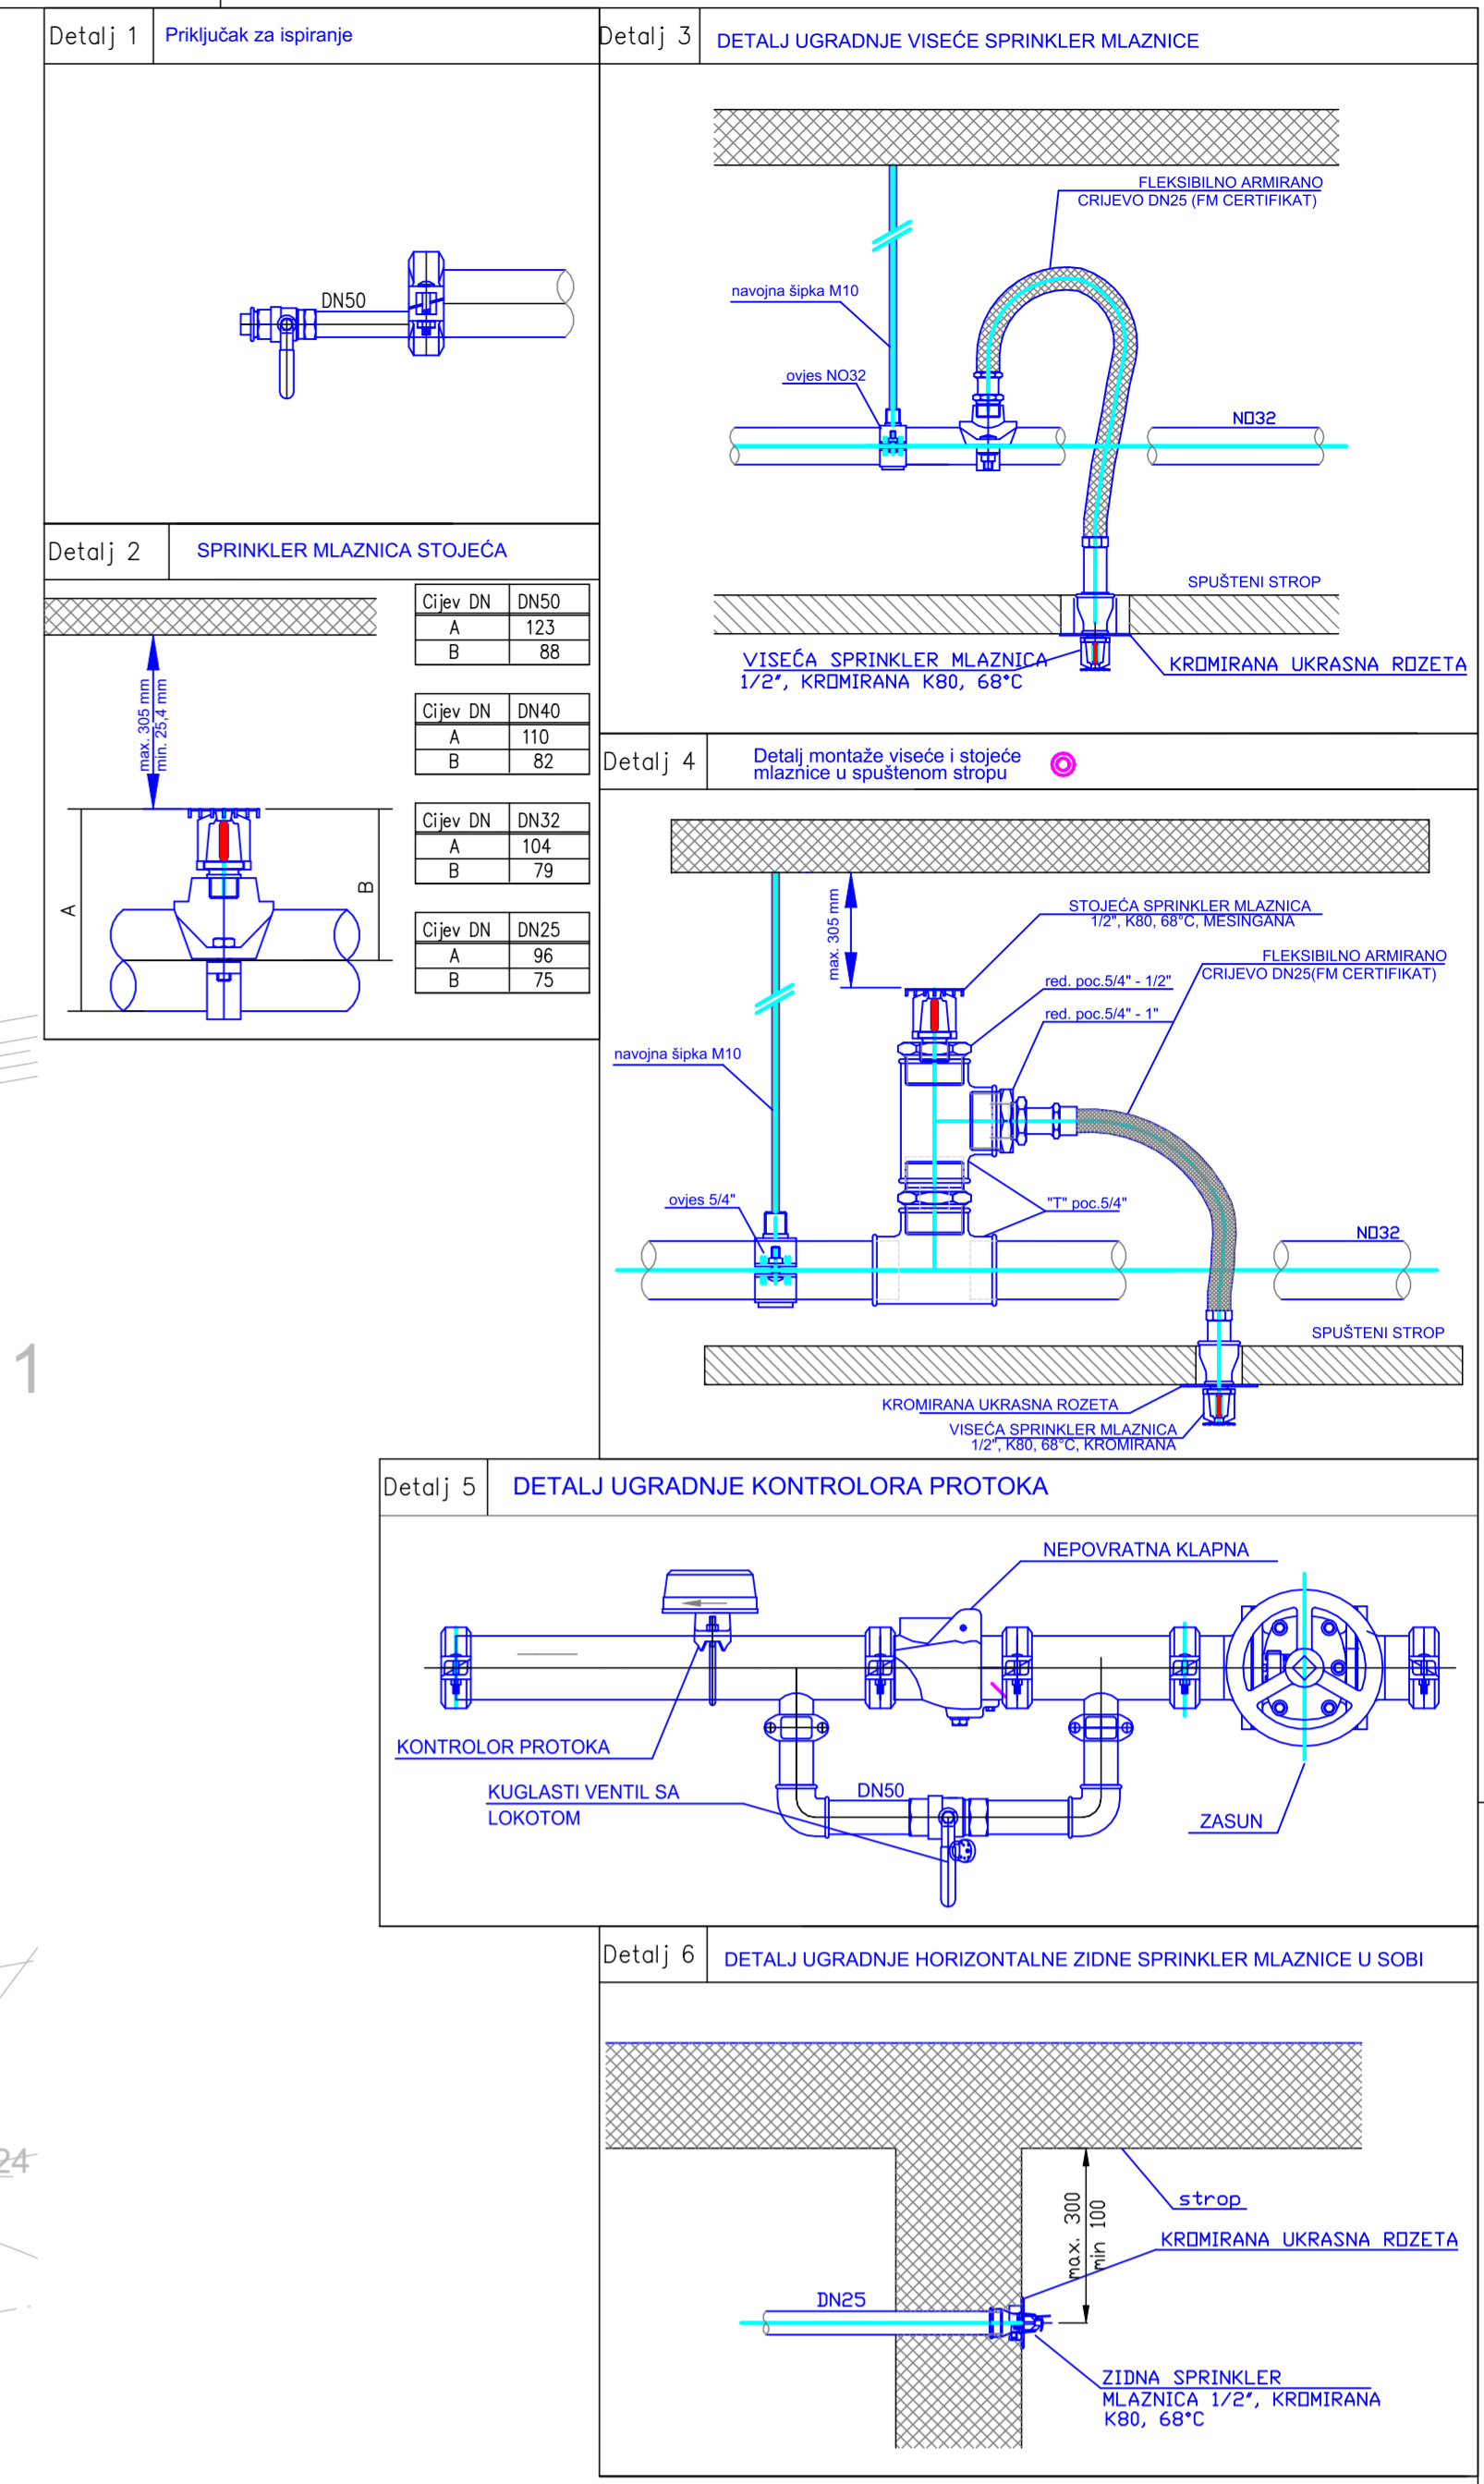 Detalj 1
Priključak za ispiranje
DN50
Detalj 2
SPRINKLER MLAZNICA STOJEĆA
max. 305 mm
min. 25,4 mm
A
B
Cijev DN DN50
A 123
B 88
Cijev DN DN40
A 110
B 82
Cijev DN DN32
A 104
B 79
Cijev DN DN25
A 96
B 75
Detalj 3
DETALJ UGRADNJE VISEĆE SPRINKLER MLAZNICE
FLEKSIBILNO ARMIRANO
CRIJEVO DN25 (FM CERTIFIKAT)
navojna šipka M10
ovjes NO32
NO32
SPUŠTENI STROP
VISEĆA SPRINKLER MLAZNICA
1/2", KROMIRANA K80, 68°C
KROMIRANA UKRASNA ROZETA
Detalj 4
Detalj montaže viseće i stojeće
mlaznice u spuštenom stropu
max. 305 mm
STOJEĆA SPRINKLER MLAZNICA
1/2", K80, 68°C, MESINGANA
FLEKSIBILNO ARMIRANO
CRIJEVO DN25(FM CERTIFIKAT)
red. poc.5/4" - 1/2"
red. poc.5/4" - 1"
navojna šipka M10
ovjes 5/4"
"T" poc.5/4"
NO32
SPUŠTENI STROP
KROMIRANA UKRASNA ROZETA
VISEĆA SPRINKLER MLAZNICA
1/2", K80, 68°C, KROMIRANA
1
Detalj 5
DETALJ UGRADNJE KONTROLORA PROTOKA
NEPOVRATNA KLAPNA
KONTROLOR PROTOKA
KUGLASTI VENTIL SA
LOKOTOM
DN50
ZASUN
Detalj 6
DETALJ UGRADNJE HORIZONTALNE ZIDNE SPRINKLER MLAZNICE U SOBI
24
max. 300
min 100
strop
KROMIRANA UKRASNA ROZETA
DN25
ZIDNA SPRINKLER
MLAZNICA 1/2", KROMIRANA
K80, 68°C